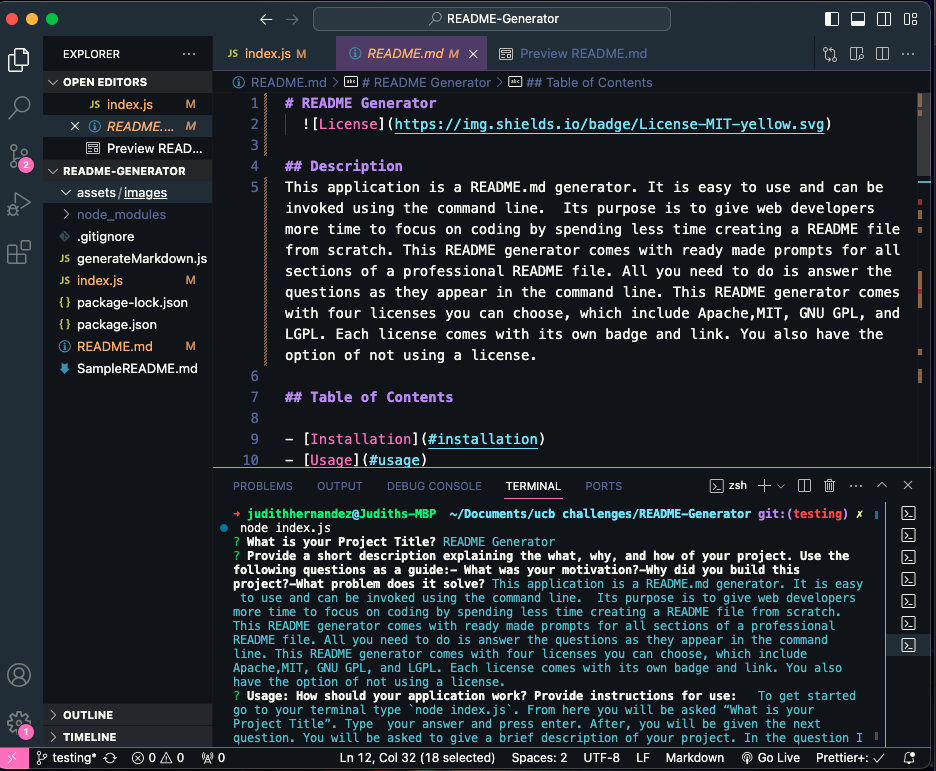 README-Generator
EXPLORER
OPEN EDITORS
JS index.js M
README.... M
Preview READ...
README-GENERATOR
assets/images
node_modules
.gitignore
JS generateMarkdown.js
JS index.js M
{} package-lock.json
{} package.json
README.md M
SampleREADME.md
OUTLINE
TIMELINE
2
1
JS index.js M
README.md M
Preview README.md
README.md > abc # README Generator > abc ## Table of Contents
1 # README Generator
2 ![License](https://img.shields.io/badge/License-MIT-yellow.svg)
3
4 ## Description
5 This application is a README.md generator. It is easy to use and can be
invoked using the command line.  Its purpose is to give web developers
more time to focus on coding by spending less time creating a README file
from scratch. This README generator comes with ready made prompts for all
sections of a professional README file. All you need to do is answer the
questions as they appear in the command line. This README generator comes
with four licenses you can choose, which include Apache,MIT, GNU GPL, and
LGPL. Each license comes with its own badge and link. You also have the
option of not using a license.
6
7 ## Table of Contents
8
9 - [Installation](#installation)
10 - [Usage](#usage)
PROBLEMS OUTPUT DEBUG CONSOLE TERMINAL PORTS zsh
→ judithhernandez@Judiths-MBP ~/Documents/ucb challenges/README-Generator git:(testing) ✗
node index.js
? What is your Project Title? README Generator
? Provide a short description explaining the what, why, and how of your project. Use the
following questions as a guide:- What was your motivation?-Why did you build this
project?-What problem does it solve? This application is a README.md generator. It is easy
to use and can be invoked using the command line.  Its purpose is to give web developers
more time to focus on coding by spending less time creating a README file from scratch.
This README generator comes with ready made prompts for all sections of a professional
README file. All you need to do is answer the questions as they appear in the command
line. This README generator comes with four licenses you can choose, which include
Apache,MIT, GNU GPL, and LGPL. Each license comes with its own badge and link. You also
have the option of not using a license.
? Usage: How should your application work? Provide instructions for use:   To get started
go to your terminal type `node index.js`. From here you will be asked “What is your
Project Title”. Type  your answer and press enter. After, you will be given the next
question. You will be asked to give a brief description of your project. In the question I
testing* 0 0 0 Ln 12, Col 32 (18 selected) Spaces: 2 UTF-8 LF Markdown Go Live Prettier+: ✓